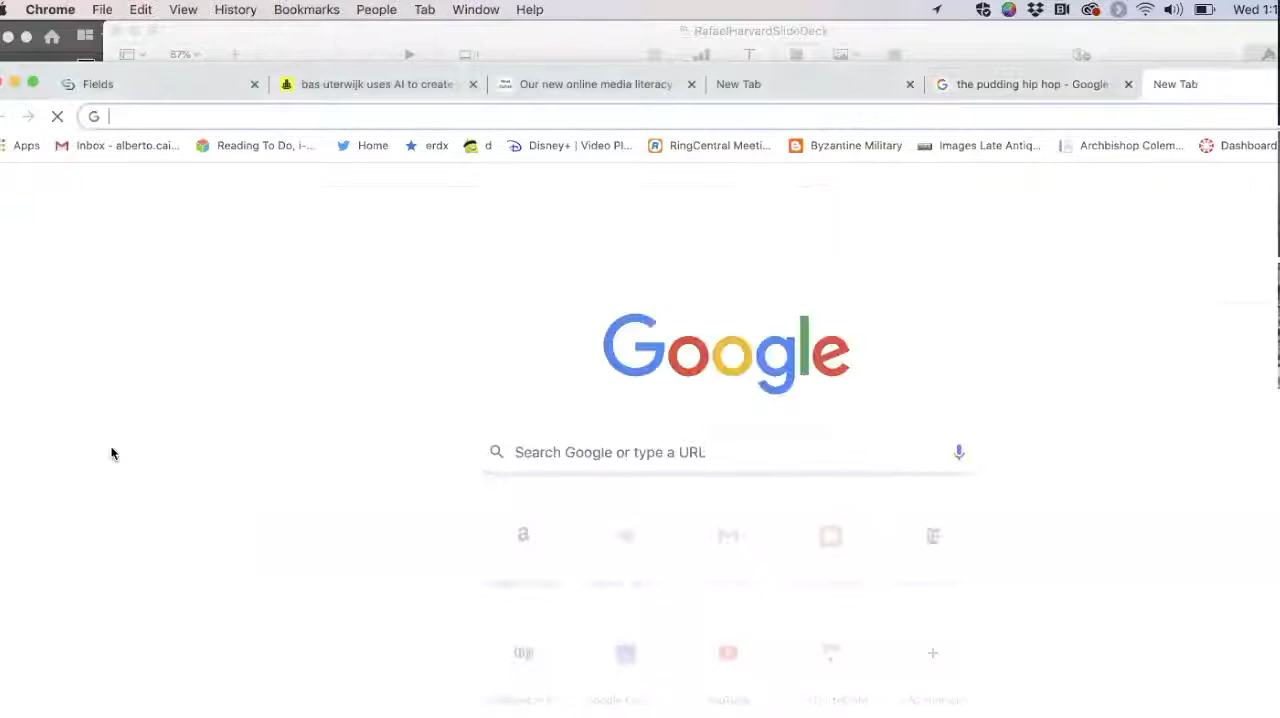 Chrome File Edit View History Bookmarks People Tab Window Help Wed 1:1
RafaelHarvardSlideDeck
87%
Fields bas uterwijk uses AI to create Our new online media literacy New Tab the pudding hip hop - Google New Tab
Apps Inbox - alberto.cai... Reading To Do, i-... Home erdx d Disney+ | Video Pl... RingCentral Meeti... Byzantine Military Images Late Antiq... Archbishop Colem... Dashboard
Google
Search Google or type a URL
YouTube